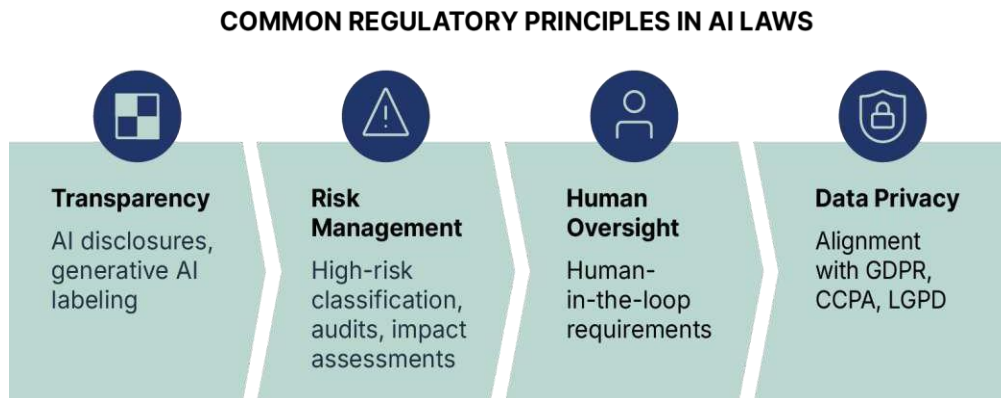 COMMON REGULATORY PRINCIPLES IN AI LAWS
Transparency
AI disclosures,
generative AI
labeling
Risk
Management
High-risk
classification,
audits, impact
assessments
Human
Oversight
Human-
in-the-loop
requirements
Data Privacy
Alignment
with GDPR,
CCPA, LGPD